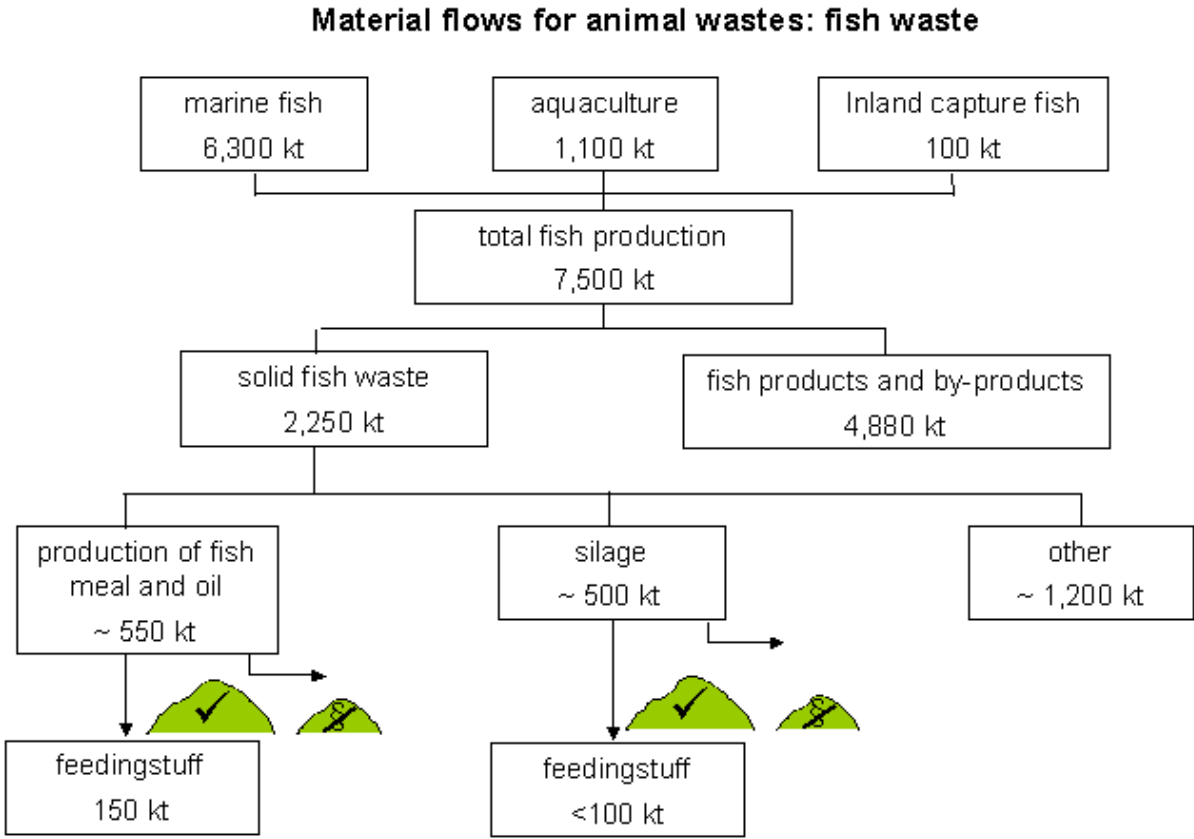 Material flows for animal wastes: fish waste
marine fish
6,300 kt
aquaculture
1,100 kt
Inland capture fish
100 kt
total fish production
7,500 kt
solid fish waste
2,250 kt
fish products and by-products
4,880 kt
production of fish
meal and oil
~ 550 kt
silage
~ 500 kt
other
~ 1,200 kt
§
§
feedingstuff
150 kt
feedingstuff
<100 kt